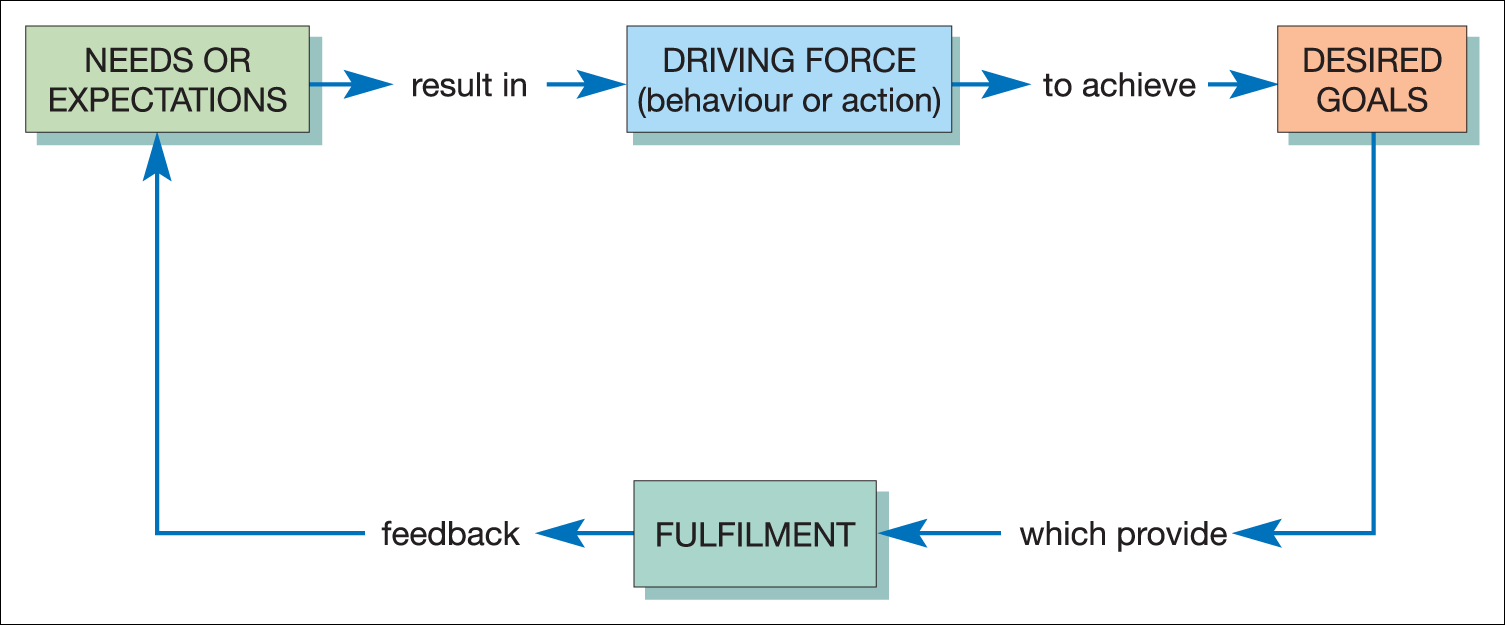 NEEDS OR
EXPECTATIONS
result in
DRIVING FORCE
(behaviour or action)
to achieve
DESIRED
GOALS
feedback
FULFILMENT
which provide